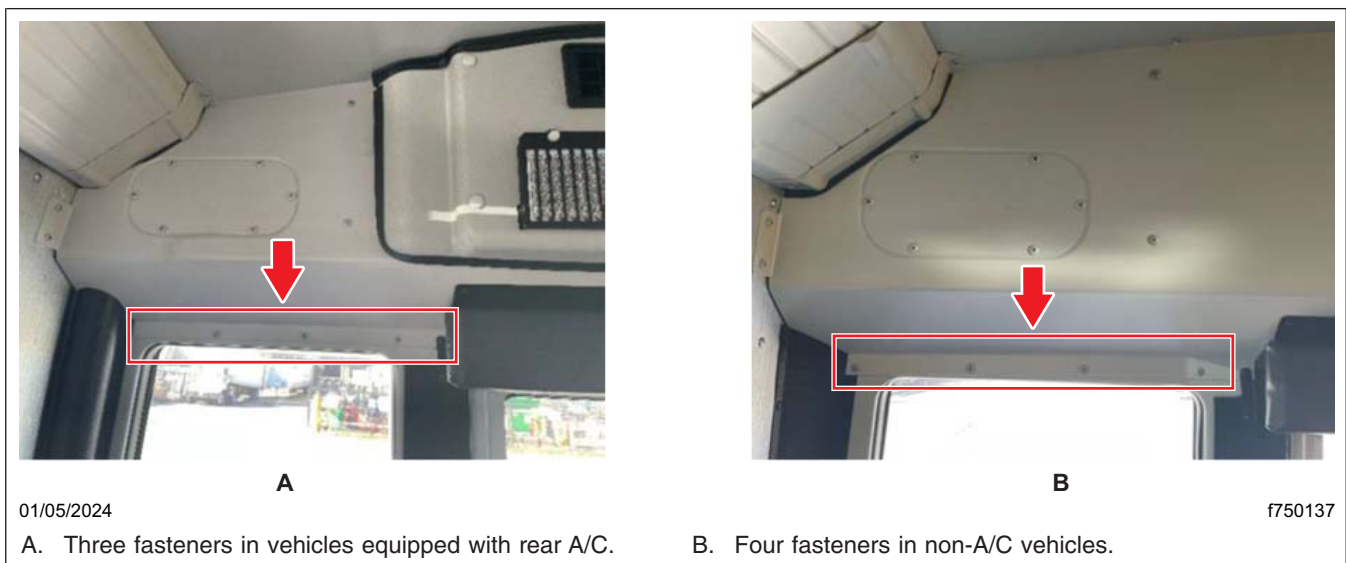 A
B
01/05/2024
f750137
A. Three fasteners in vehicles equipped with rear A/C.
B. Four fasteners in non-A/C vehicles.